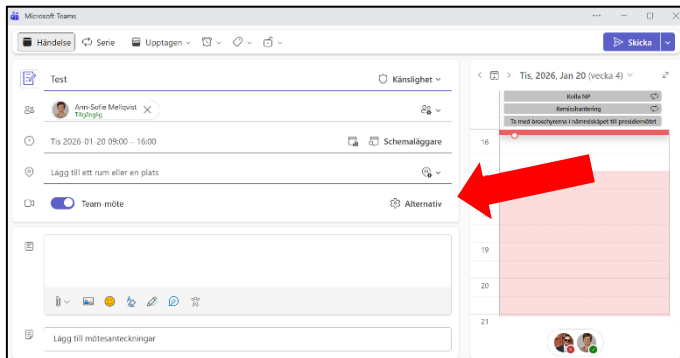 Microsoft Teams
Händelse Serie Upptagen
Skicka
Test
Känslighet
Ann-Sofie Mellqvist
Tillgänglig
Tis 2026-01-20 09:00 – 16:00
Schemaläggare
Lägg till ett rum eller en plats
Team-möte
Alternativ
Lägg till mötesanteckningar
Tis, 2026, Jan 20 (vecka 4)
Kolla NP
Remisshantering
Ta med broschyrerna i nämndskåpet till presidiemötet
16
19
20
21